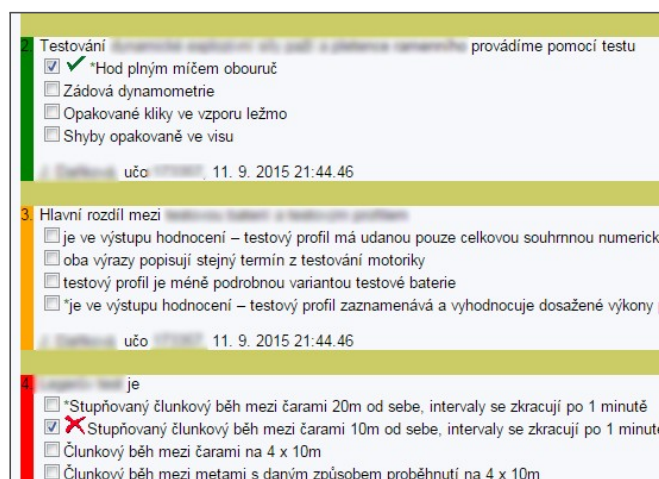 2. Testování provádíme pomocí testu
*Hod plným míčem obouruč
Zádová dynamometrie
Opakované kliky ve vzporu ležmo
Shyby opakovaně ve visu
učo , 11. 9. 2015 21:44.46
3. Hlavní rozdíl mezi
je ve výstupu hodnocení – testový profil má udanou pouze celkovou souhrnnou numerick
oba výrazy popisují stejný termín z testování motoriky
testový profil je méně podrobnou variantou testové baterie
*je ve výstupu hodnocení – testový profil zaznamenává a vyhodnocuje dosažené výkony
učo , 11. 9. 2015 21:44.46
4. je
*Stupňovaný člunkový běh mezi čarami 20m od sebe, intervaly se zkracují po 1 minutě
Stupňovaný člunkový běh mezi čarami 10m od sebe, intervaly se zkracují po 1 minutě
Člunkový běh mezi čarami na 4 x 10m
Člunkový běh mezi metami s daným způsobem proběhnutí na 4 x 10m